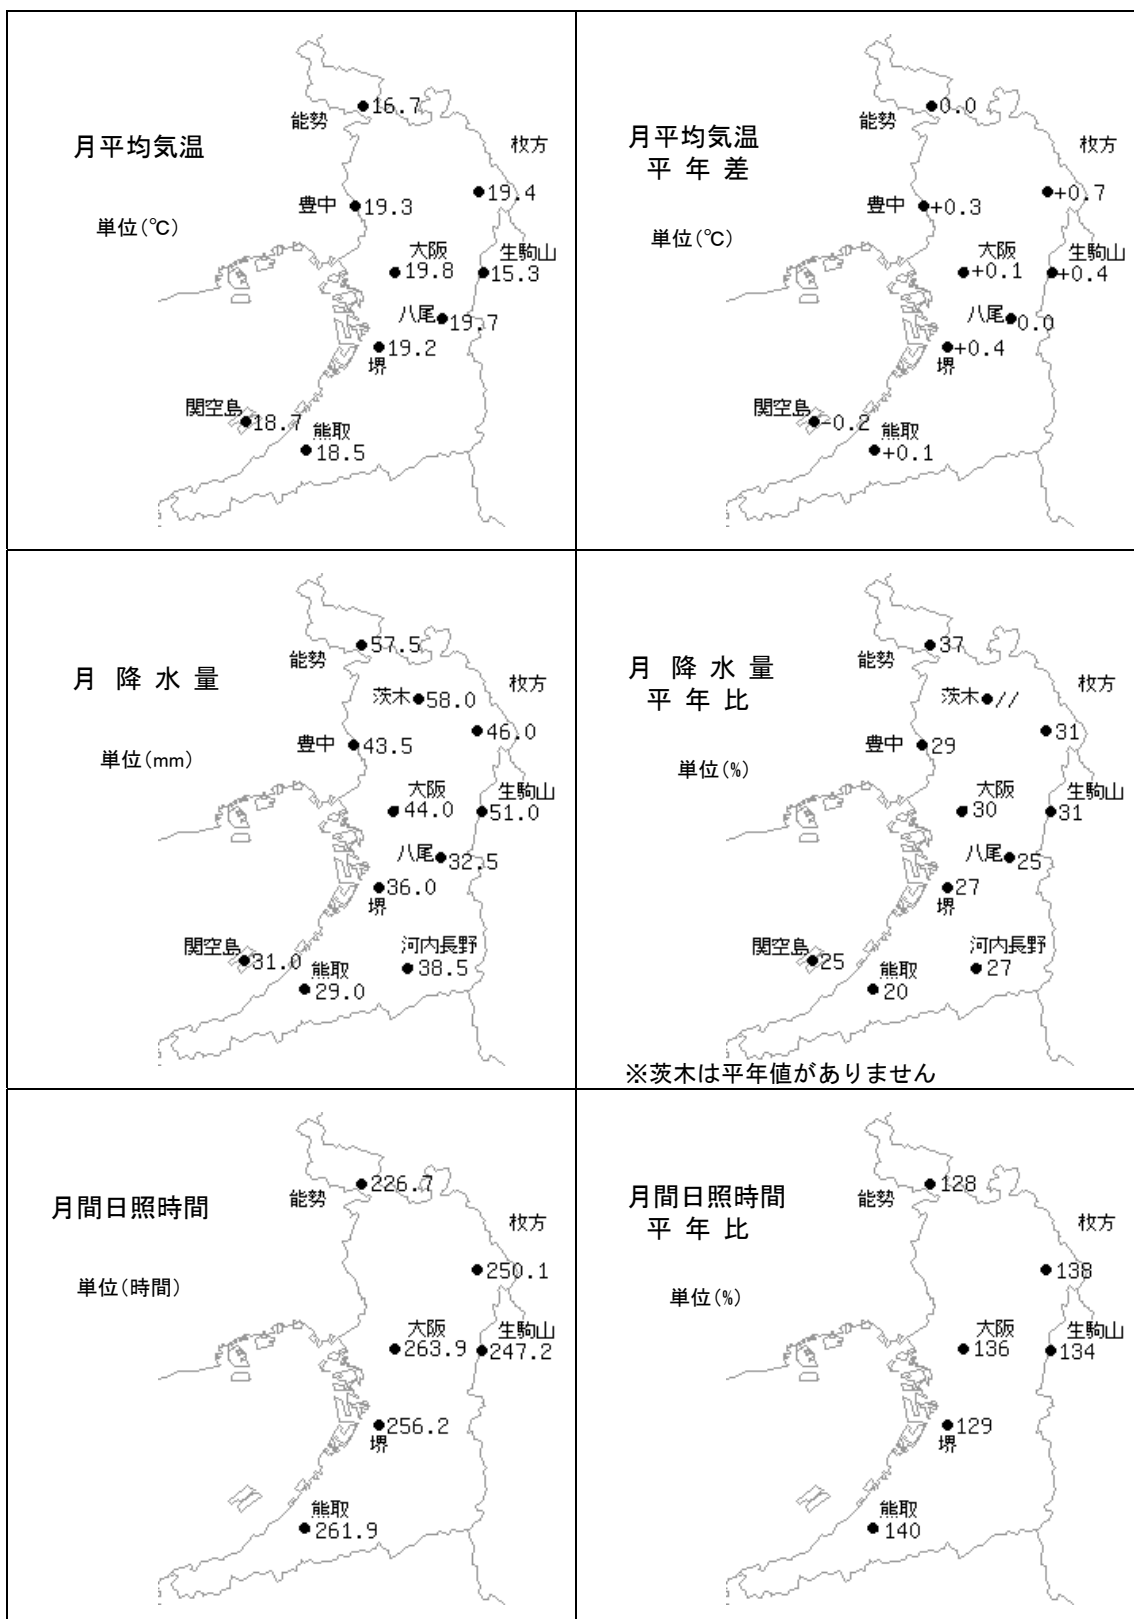 月平均気温
単位(℃)
能勢
16.7
枚方
19.4
豊中
19.3
大阪
19.8
生駒山
15.3
八尾
19.7
19.2
堺
関空島
18.7
熊取
18.5
月平均気温
平年差
単位(℃)
能勢
0.0
枚方
+0.7
豊中
+0.3
大阪
+0.1
生駒山
+0.4
八尾
0.0
+0.4
堺
関空島
-0.2
熊取
+0.1
月降水量
単位(mm)
能勢
57.5
茨木
58.0
枚方
46.0
豊中
43.5
大阪
44.0
生駒山
51.0
八尾
32.5
36.0
堺
関空島
31.0
河内長野
38.5
熊取
29.0
月降水量
平年比
単位(%)
能勢
37
茨木
//
枚方
31
豊中
29
大阪
30
生駒山
31
八尾
25
27
堺
関空島
25
河内長野
27
熊取
20
※茨木は平年値がありません
月間日照時間
単位(時間)
能勢
226.7
枚方
250.1
大阪
263.9
生駒山
247.2
256.2
堺
熊取
261.9
月間日照時間
平年比
単位(%)
能勢
128
枚方
138
大阪
136
生駒山
134
129
堺
熊取
140